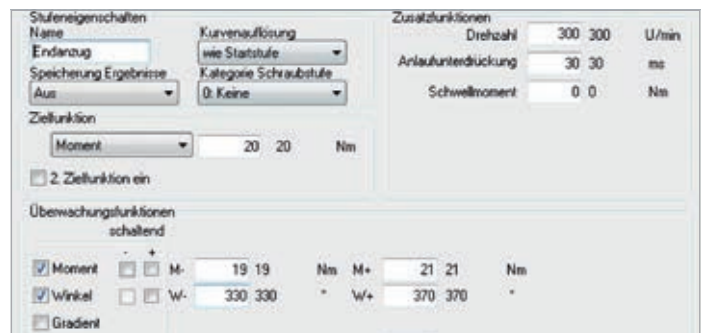 Stufeneigenschaften
Name
Endanzug
Kurvenauflösung
wie Startstufe
Speicherung Ergebnisse
Aus
Kategorie Schraubstufe
0: Keine
Zusatzfunktionen
Drehzahl 300 300 U/min
Anlaufunterdrückung 30 30 ms
Schwellmoment 0 0 Nm
Zielfunktion
Moment 20 20 Nm
2. Zielfunktion ein
Überwachungsfunktionen
schaltend
- +
Moment M- 19 19 Nm M+ 21 21 Nm
Winkel W- 330 330 ° W+ 370 370 °
Gradient